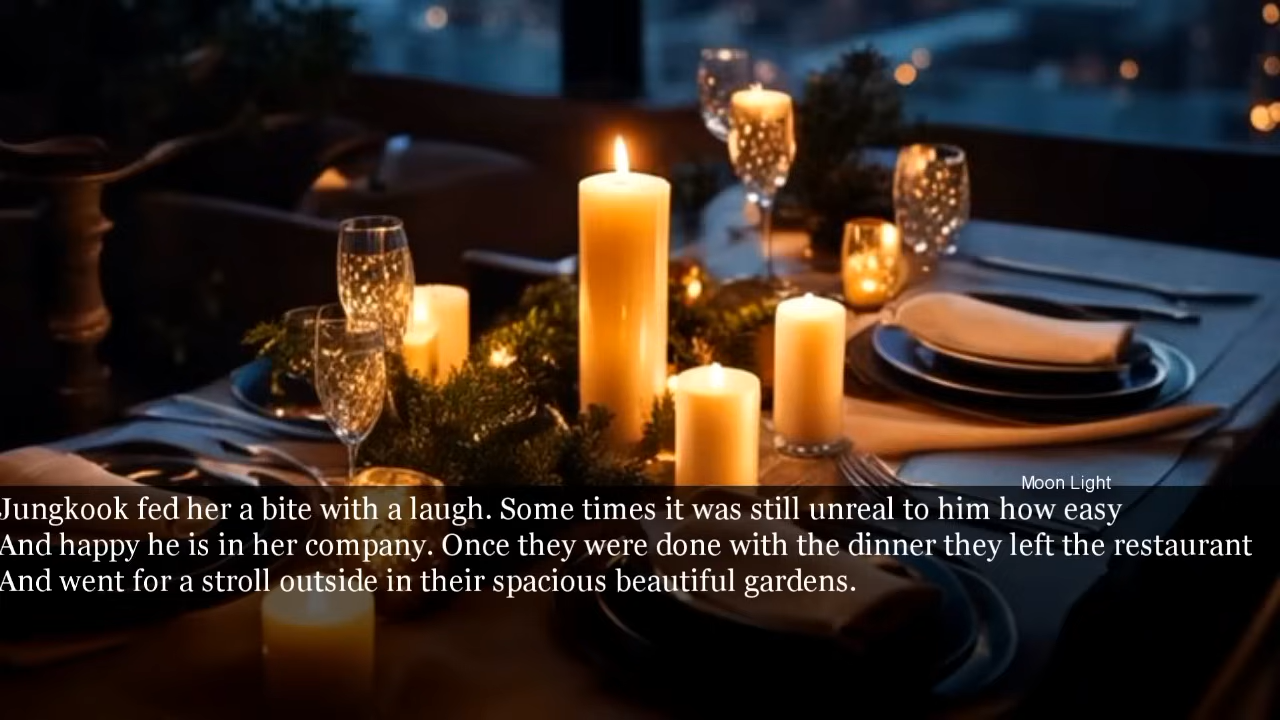 Moon Light
Jungkook fed her a bite with a laugh. Some times it was still unreal to him how easy
And happy he is in her company. Once they were done with the dinner they left the restaurant
And went for a stroll outside in their spacious beautiful gardens.